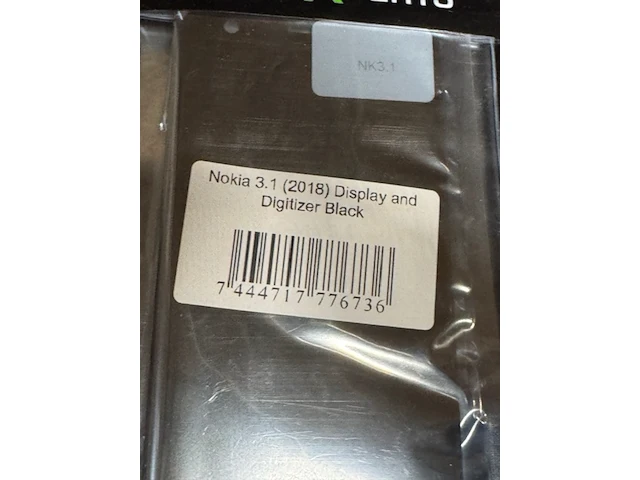 NK3.1
Nokia 3.1 (2018) Display and
Digitizer Black
7 444717 776736